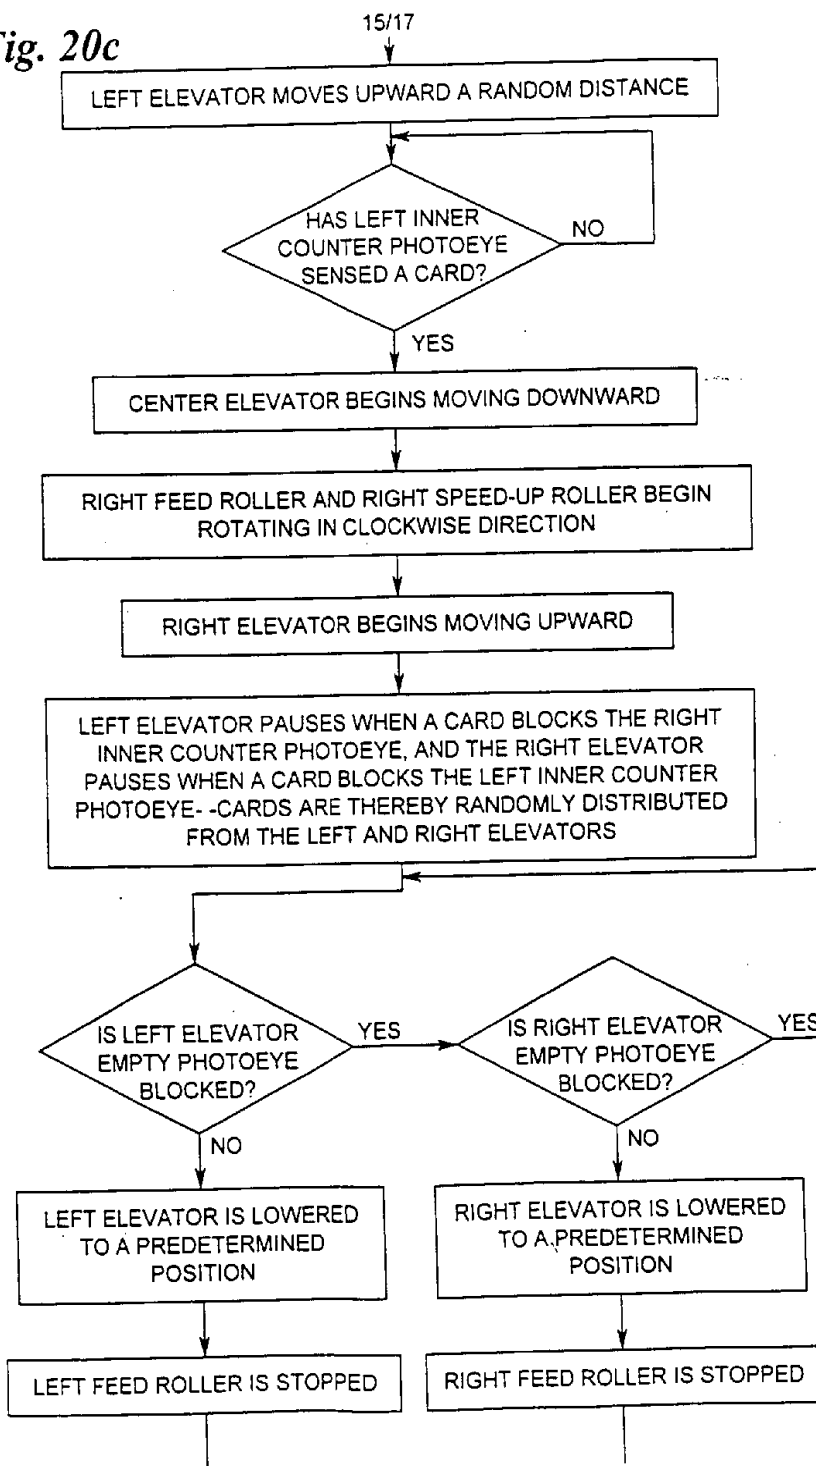 15/17
Fig. 20c
LEFT ELEVATOR MOVES UPWARD A RANDOM DISTANCE
HAS LEFT INNER
COUNTER PHOTOEYE
SENSED A CARD?
NO
YES
CENTER ELEVATOR BEGINS MOVING DOWNWARD
RIGHT FEED ROLLER AND RIGHT SPEED-UP ROLLER BEGIN
ROTATING IN CLOCKWISE DIRECTION
RIGHT ELEVATOR BEGINS MOVING UPWARD
LEFT ELEVATOR PAUSES WHEN A CARD BLOCKS THE RIGHT
INNER COUNTER PHOTOEYE, AND THE RIGHT ELEVATOR
PAUSES WHEN A CARD BLOCKS THE LEFT INNER COUNTER
PHOTOEYE- -CARDS ARE THEREBY RANDOMLY DISTRIBUTED
FROM THE LEFT AND RIGHT ELEVATORS
IS LEFT ELEVATOR
EMPTY PHOTOEYE
BLOCKED?
YES
NO
IS RIGHT ELEVATOR
EMPTY PHOTOEYE
BLOCKED?
YES
NO
LEFT ELEVATOR IS LOWERED
TO A PREDETERMINED
POSITION
RIGHT ELEVATOR IS LOWERED
TO A PREDETERMINED
POSITION
LEFT FEED ROLLER IS STOPPED
RIGHT FEED ROLLER IS STOPPED